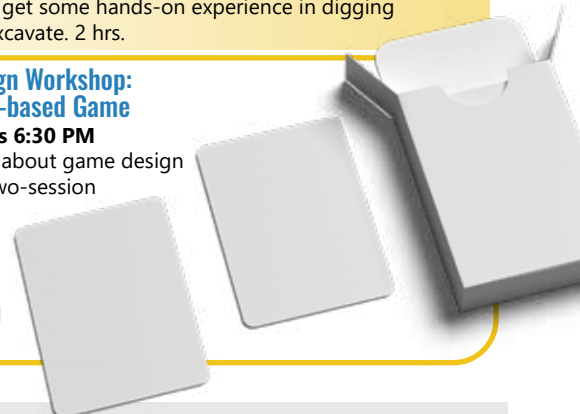 get some hands-on experience in digging
xcavate. 2 hrs.
gn Workshop:
-based Game
s 6:30 PM
about game design
wo-session